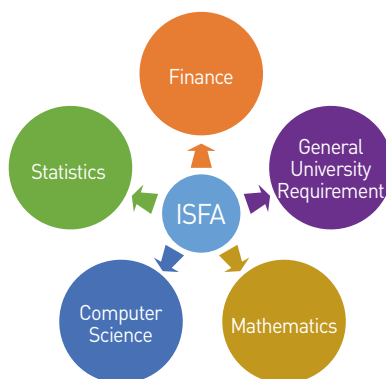 Finance
General
University
Requirement
Statistics
ISFA
Computer
Science
Mathematics